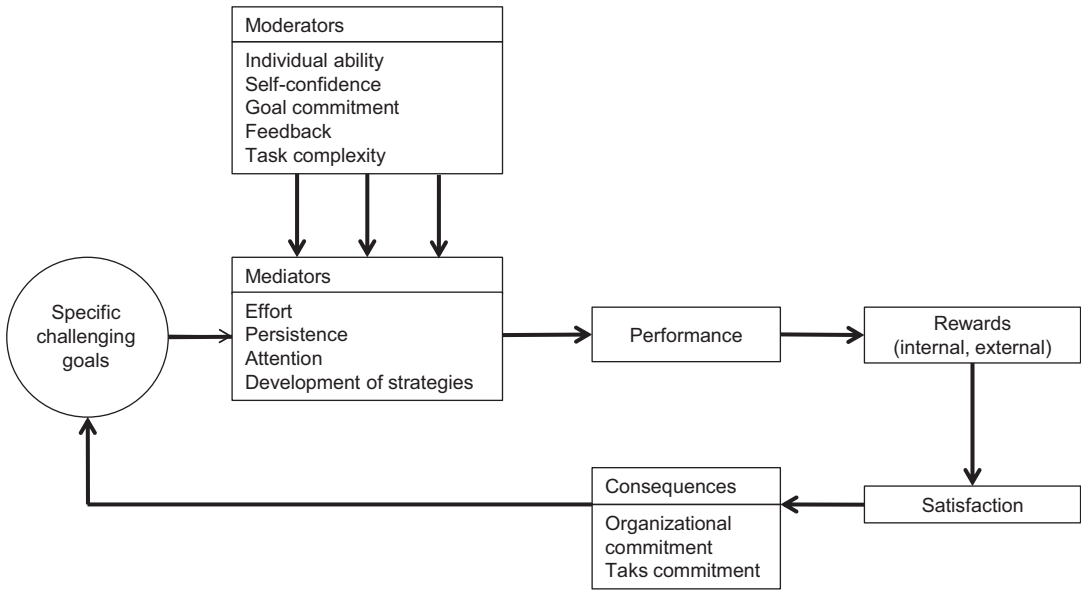 Moderators
Individual ability
Self-confidence
Goal commitment
Feedback
Task complexity
Specific
challenging
goals
Mediators
Effort
Persistence
Attention
Development of strategies
Performance
Rewards
(internal, external)
Satisfaction
Consequences
Organizational
commitment
Taks commitment